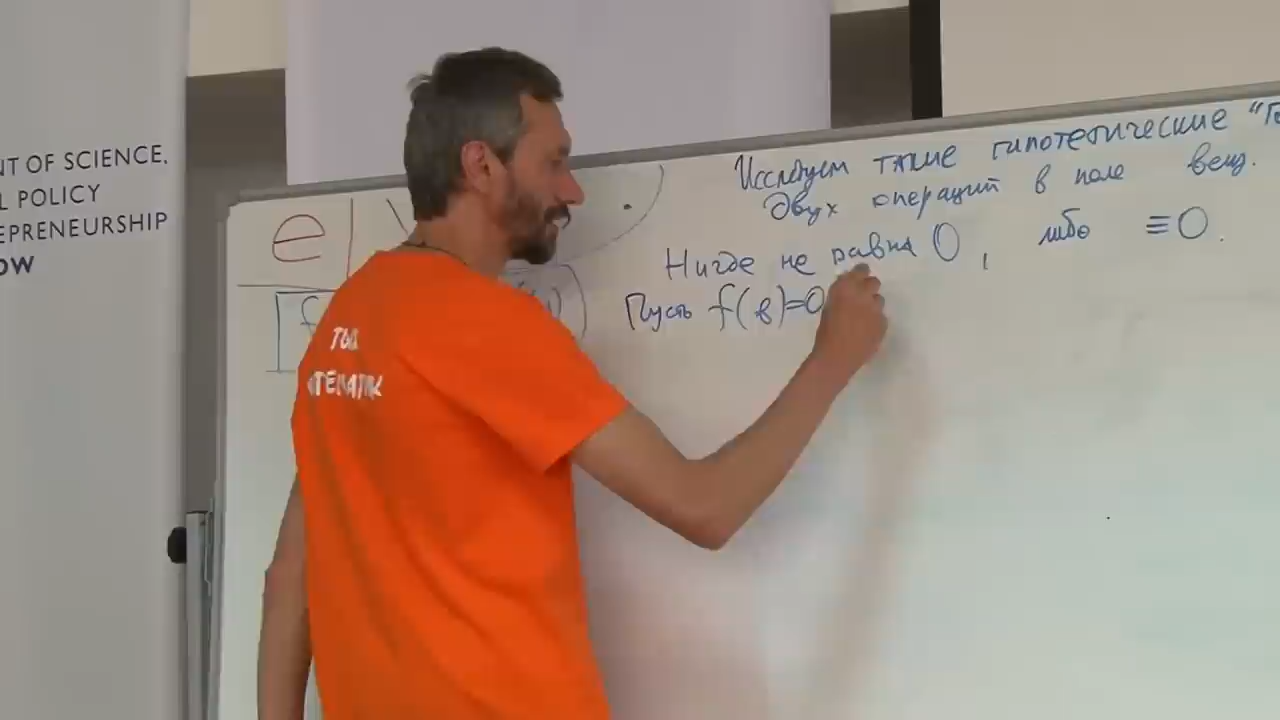 NT OF SCIENCE,
L POLICY
EPRENEURSHIP
OW
e
Исследуем такие гипотетические "Го
двух операций в поле вещ.
Нигде не равна 0, либо ≡0.
Пусть f(в)=0